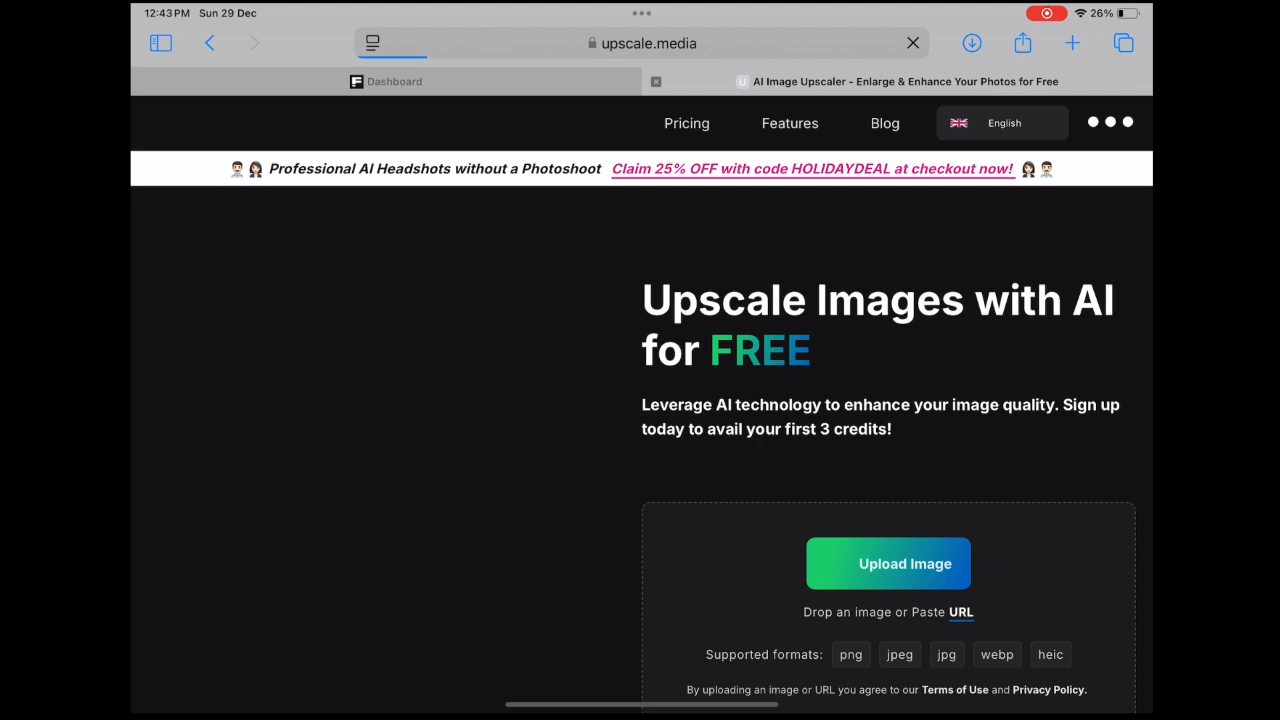 12:43 PM Sun 29 Dec
26%
upscale.media
Dashboard
AI Image Upscaler - Enlarge & Enhance Your Photos for Free
Pricing Features Blog English
Professional AI Headshots without a Photoshoot Claim 25% OFF with code HOLIDAYDEAL at checkout now!
Upscale Images with AI
for FREE
Leverage AI technology to enhance your image quality. Sign up
today to avail your first 3 credits!
Upload Image
Drop an image or Paste URL
Supported formats: png jpeg jpg webp heic
By uploading an image or URL you agree to our Terms of Use and Privacy Policy.